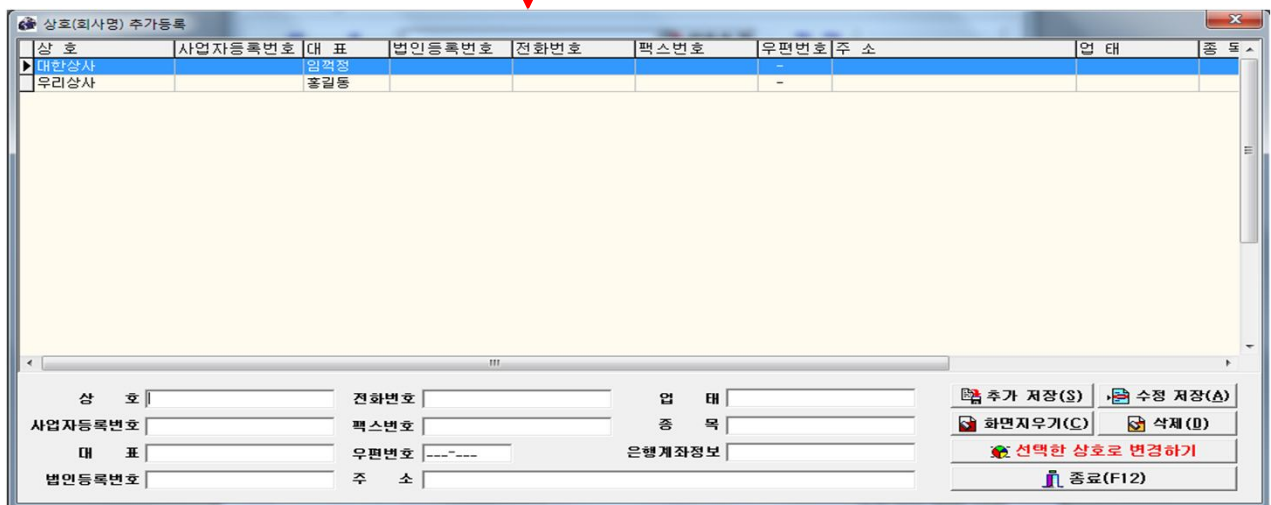 상호(회사명) 추가등록
상 호 사업자등록번호 대 표 법인등록번호 전화번호 팩스번호 우편번호 주 소 업 태 종
대한상사 임꺽정 -
우리상사 홍길동 -
상 호 전화번호 업 태 추가 저장(S) 수정 저장(A)
사업자등록번호 팩스번호 종 목 화면지우기(C) 삭제(D)
대 표 우편번호 ___-___ 은행계좌정보 선택한 상호로 변경하기
법인등록번호 주 소 종료(F12)